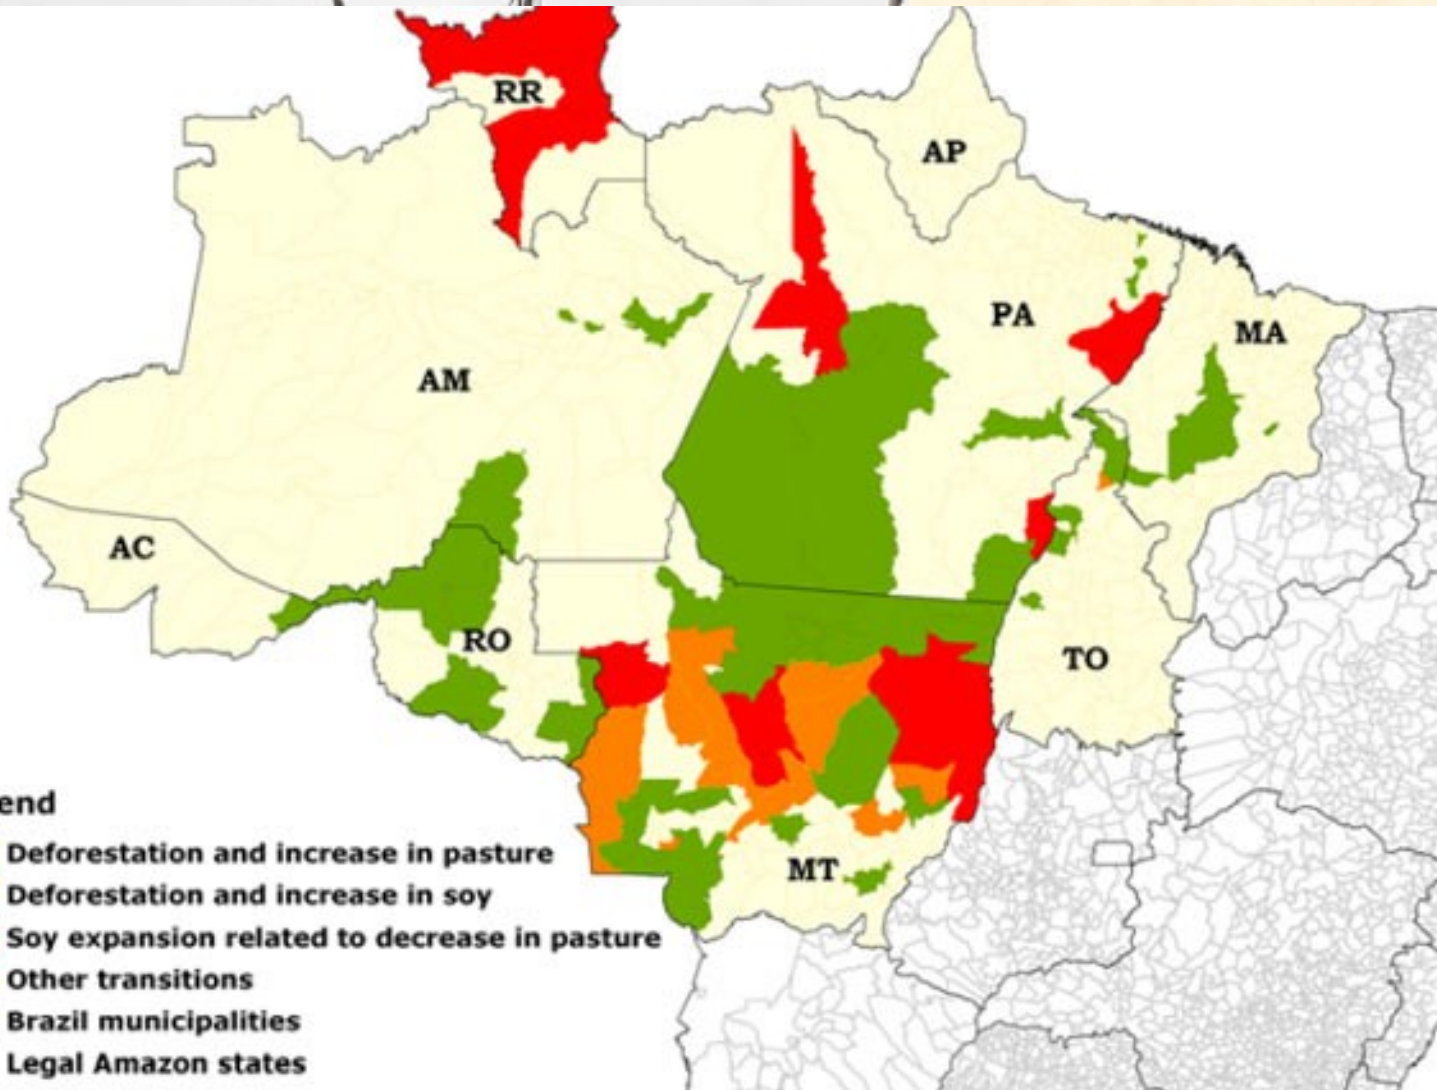 RR
AP
PA
MA
AM
AC
RO
TO
MT
end
Deforestation and increase in pasture
Deforestation and increase in soy
Soy expansion related to decrease in pasture
Other transitions
Brazil municipalities
Legal Amazon states